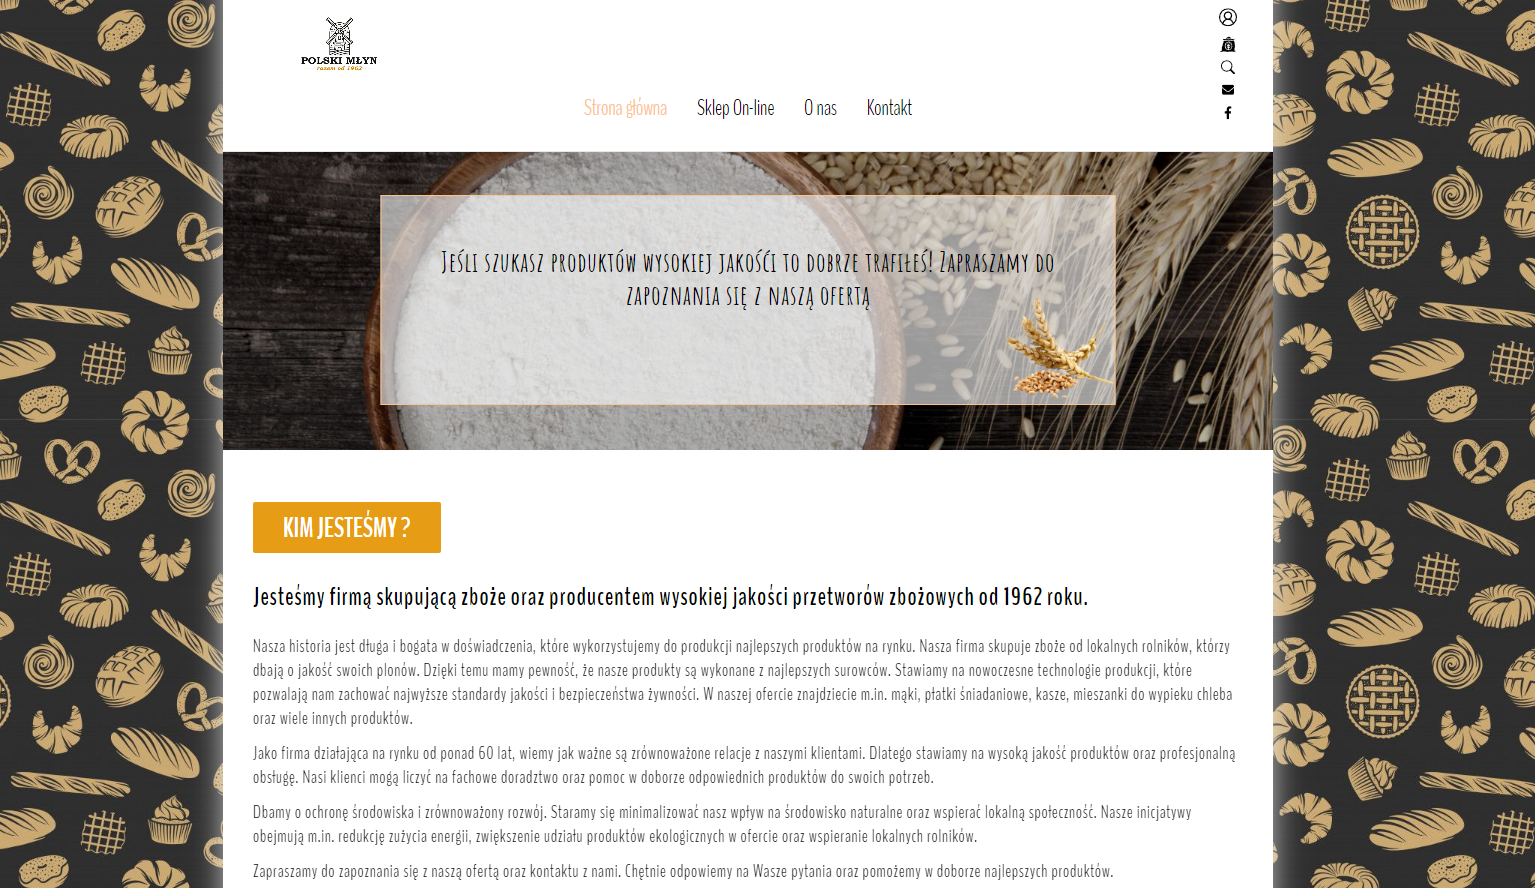 POLSKI MŁYN
razem od 1962
Strona główna Sklep On-line O nas Kontakt
Jeśli szukasz produktów wysokiej jakośći to dobrze trafiłeś! Zapraszamy do
zapoznania się z naszą ofertą
KIM JESTEŚMY ?
Jesteśmy firmą skupującą zboże oraz producentem wysokiej jakości przetworów zbożowych od 1962 roku.
Nasza historia jest długa i bogata w doświadczenia, które wykorzystujemy do produkcji najlepszych produktów na rynku. Nasza firma skupuje zboże od lokalnych rolników, którzy
dbają o jakość swoich plonów. Dzięki temu mamy pewność, że nasze produkty są wykonane z najlepszych surowców. Stawiamy na nowoczesne technologie produkcji, które
pozwalają nam zachować najwyższe standardy jakości i bezpieczeństwa żywności. W naszej ofercie znajdziecie m.in. mąki, płatki śniadaniowe, kasze, mieszanki do wypieku chleba
oraz wiele innych produktów.
Jako firma działająca na rynku od ponad 60 lat, wiemy jak ważne są zrównoważone relacje z naszymi klientami. Dlatego stawiamy na wysoką jakość produktów oraz profesjonalną
obsługę. Nasi klienci mogą liczyć na fachowe doradztwo oraz pomoc w doborze odpowiednich produktów do swoich potrzeb.
Dbamy o ochronę środowiska i zrównoważony rozwój. Staramy się minimalizować nasz wpływ na środowisko naturalne oraz wspierać lokalną społeczność. Nasze inicjatywy
obejmują m.in. redukcję zużycia energii, zwiększenie udziału produktów ekologicznych w ofercie oraz wspieranie lokalnych rolników.
Zapraszamy do zapoznania się z naszą ofertą oraz kontaktu z nami. Chętnie odpowiemy na Wasze pytania oraz pomożemy w doborze najlepszych produktów.